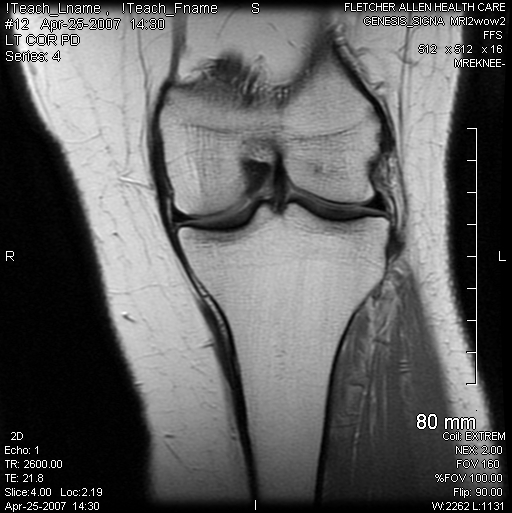 !Teach_Lname , !Teach_Fname
#12 Apr-25-2007 14:30
LT COR PD
Series: 4
S
FLETCHER ALLEN HEALTH CARE
GENESIS_SIGNA MRI2wow2
FFS
512 x 512 x 16
MREKNEE-
R
L
80 mm
2D
Echo: 1
TR: 2600.00
TE: 21.8
Slice:4.00 Loc:2.19
Apr-25-2007 14:30
I
Coil: EXTREM
NEX: 2.00
FOV 160
%FOV 100.00
Flip: 90.00
W:2262 L:1131